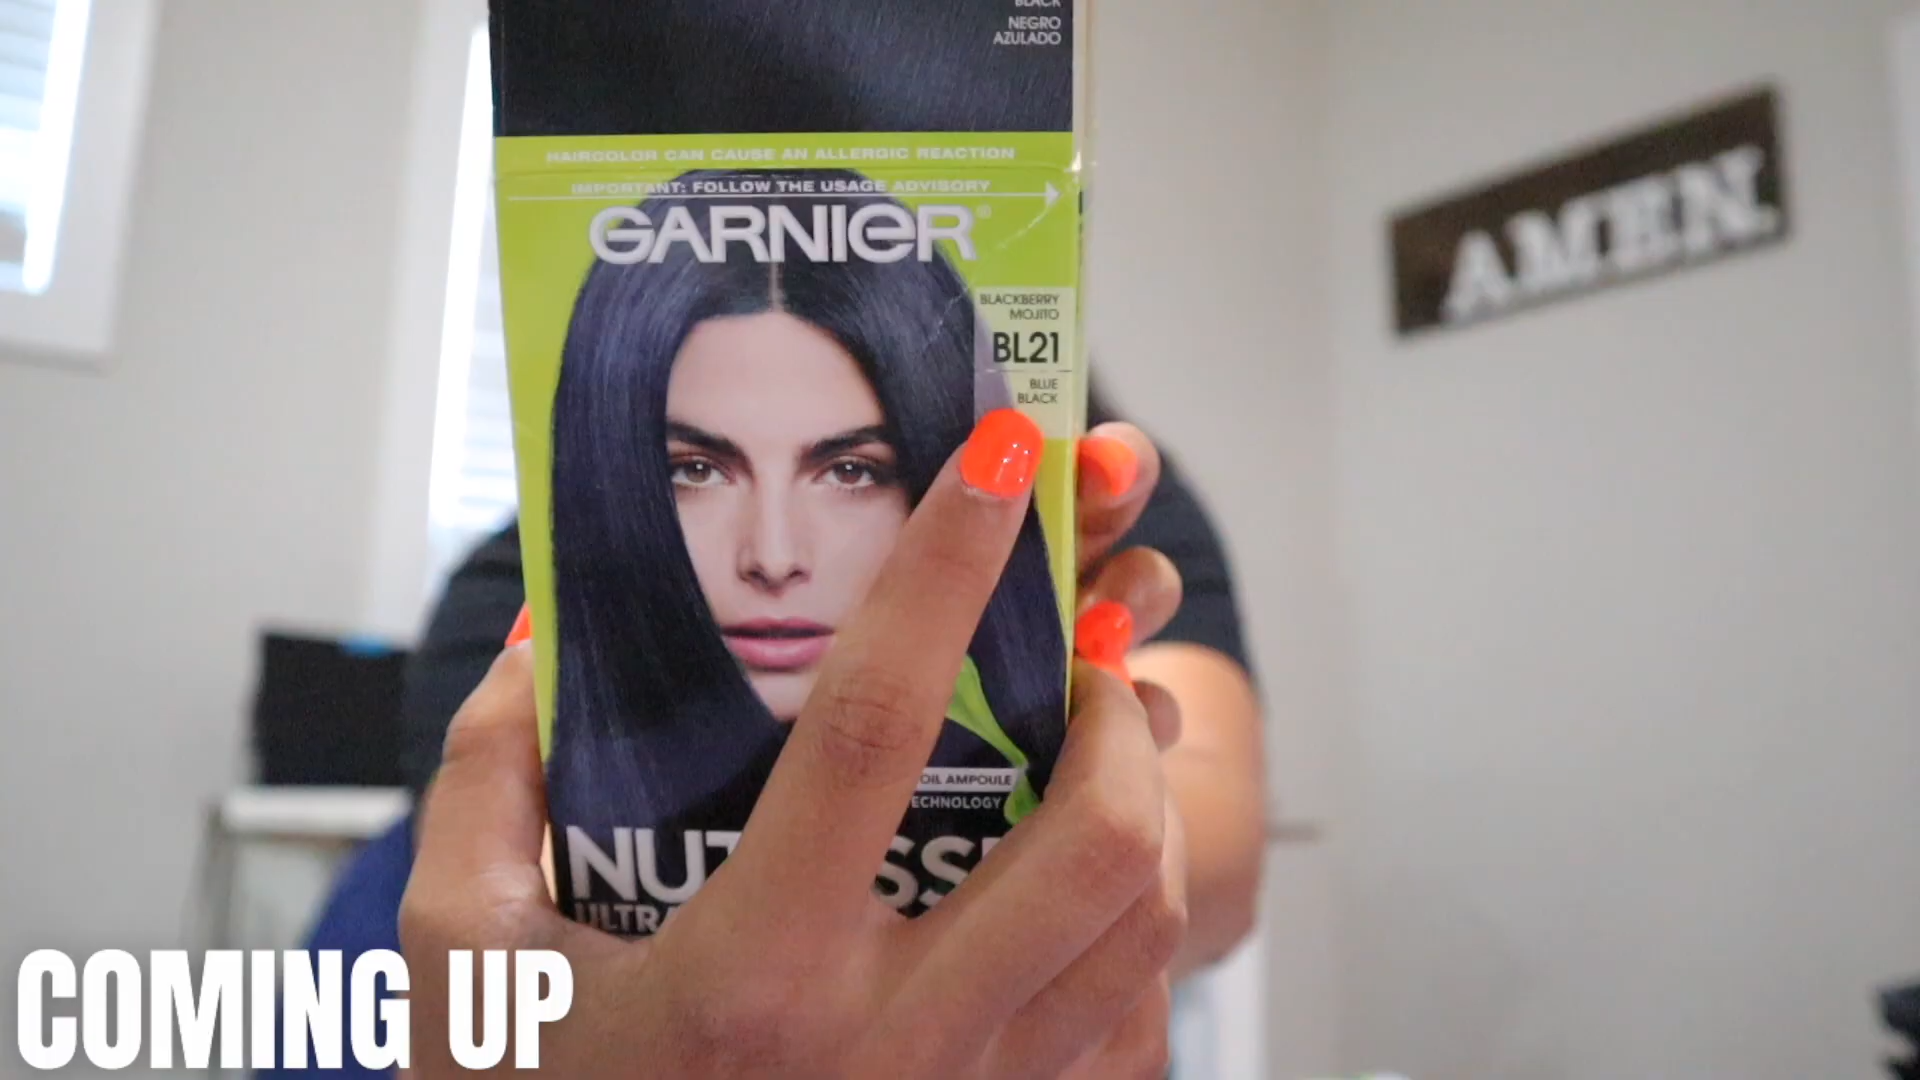 BLACK
NEGRO
AZULADO
HAIRCOLOR CAN CAUSE AN ALLERGIC REACTION
IMPORTANT: FOLLOW THE USAGE ADVISORY
GARNIER®
BLACKBERRY
MOJITO
BL21
BLUE
BLACK
AMEN.
OIL AMPOULE
COMING UP